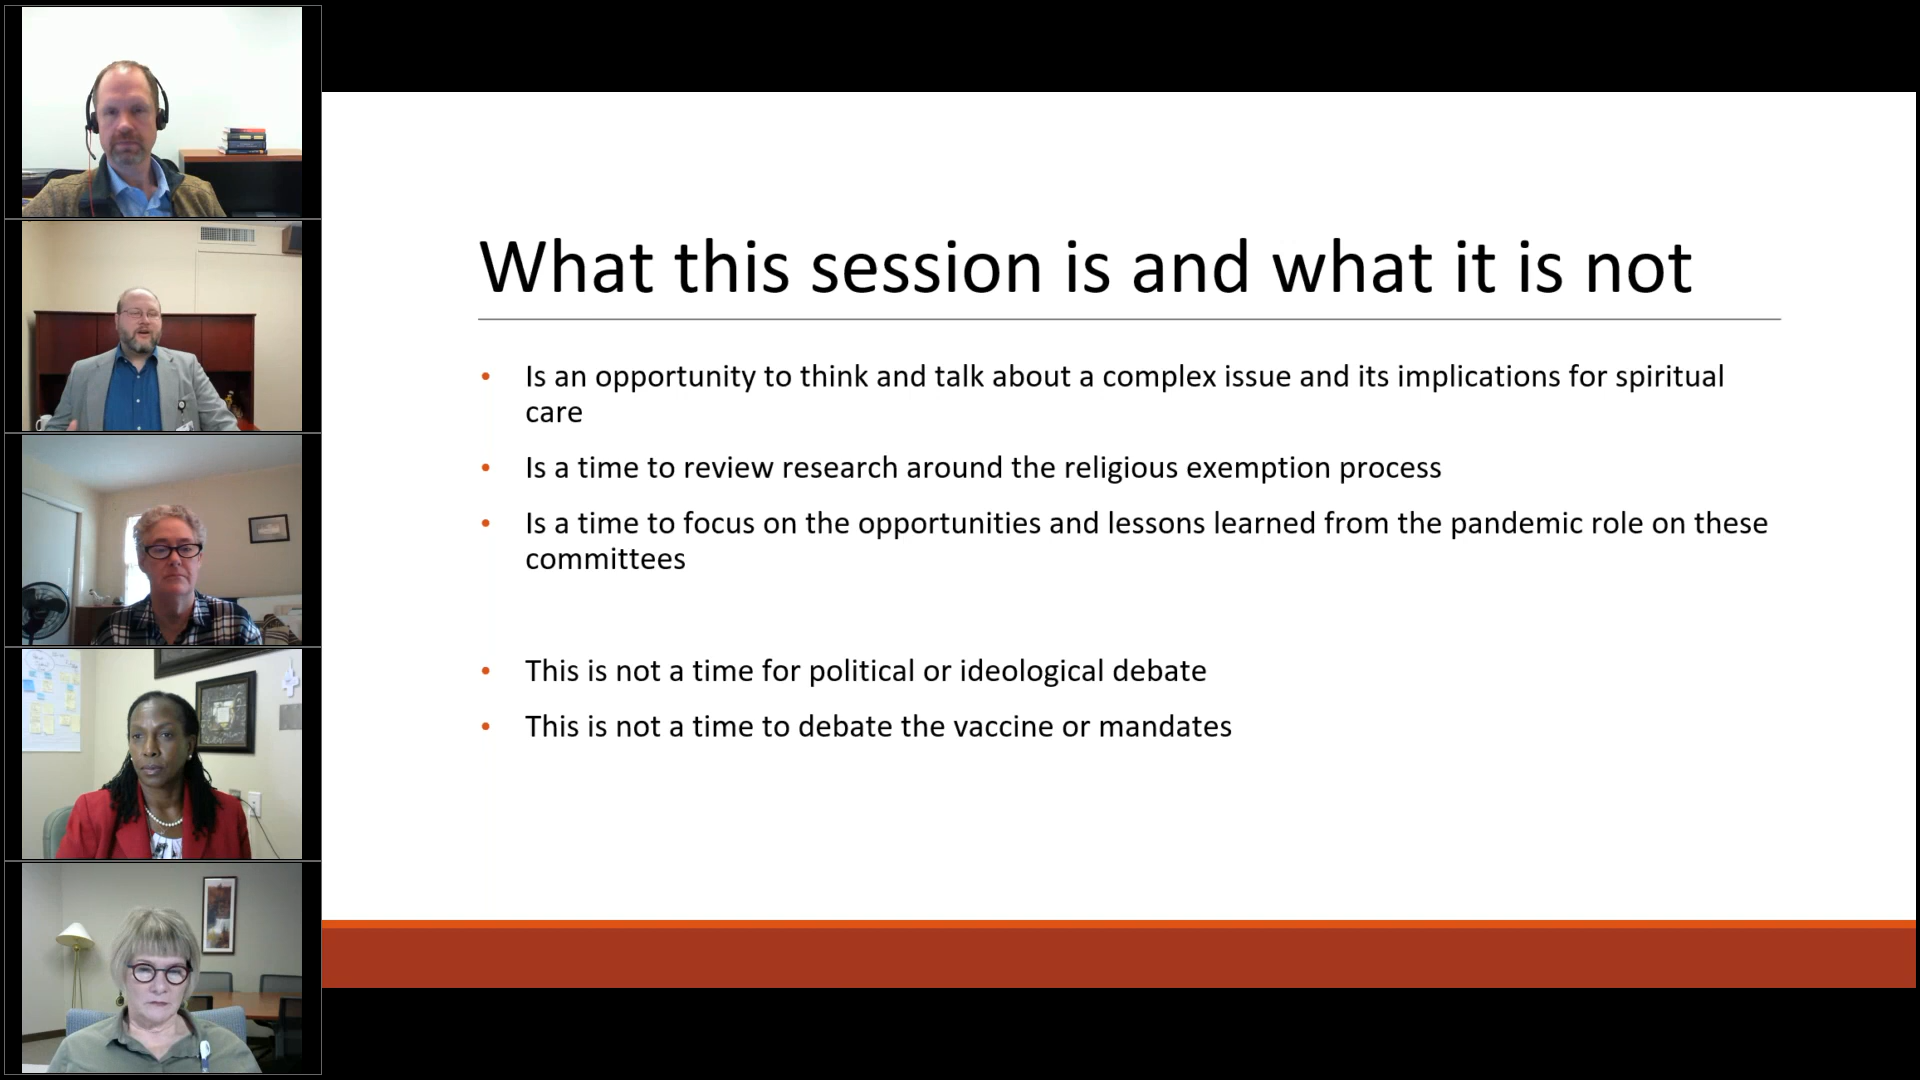 What this session is and what it is not
• Is an opportunity to think and talk about a complex issue and its implications for spiritual
care
• Is a time to review research around the religious exemption process
• Is a time to focus on the opportunities and lessons learned from the pandemic role on these
committees
• This is not a time for political or ideological debate
• This is not a time to debate the vaccine or mandates